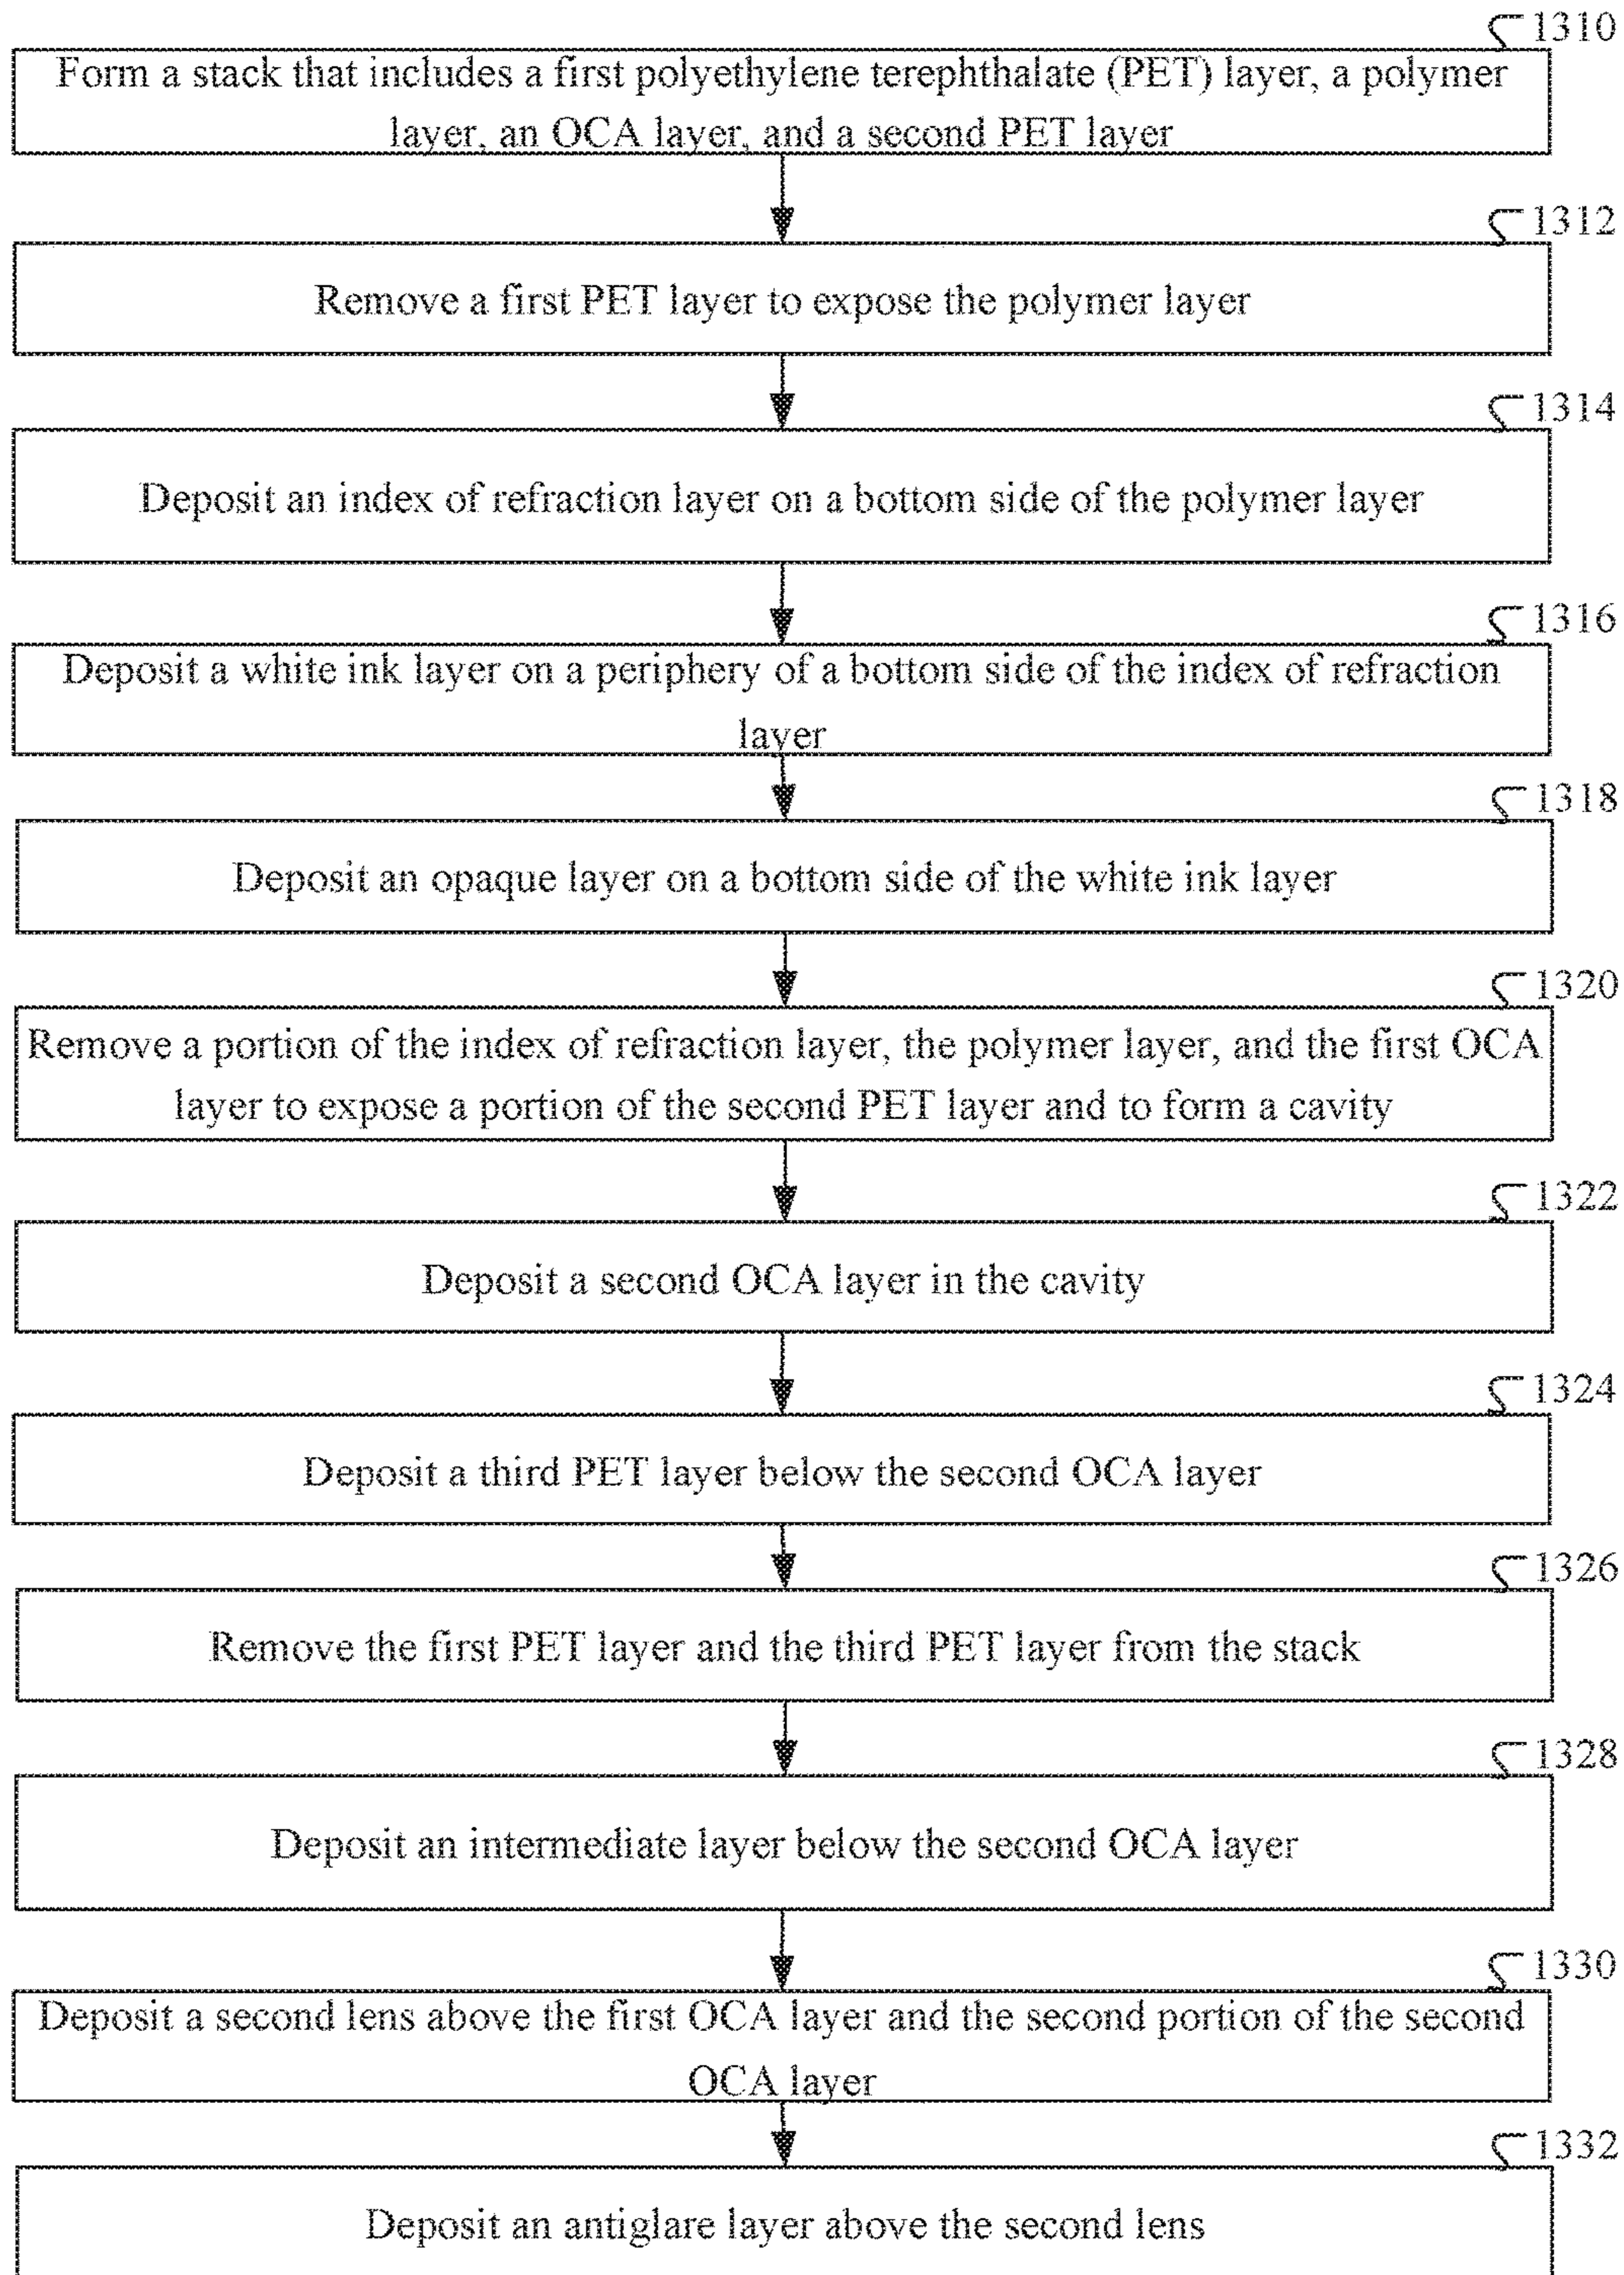 1310
Form a stack that includes a first polyethylene terephthalate (PET) layer, a polymer
layer, an OCA layer, and a second PET layer
1312
Remove a first PET layer to expose the polymer layer
1314
Deposit an index of refraction layer on a bottom side of the polymer layer
1316
Deposit a white ink layer on a periphery of a bottom side of the index of refraction
layer
1318
Deposit an opaque layer on a bottom side of the white ink layer
1320
Remove a portion of the index of refraction layer, the polymer layer, and the first OCA
layer to expose a portion of the second PET layer and to form a cavity
1322
Deposit a second OCA layer in the cavity
1324
Deposit a third PET layer below the second OCA layer
1326
Remove the first PET layer and the third PET layer from the stack
1328
Deposit an intermediate layer below the second OCA layer
1330
Deposit a second lens above the first OCA layer and the second portion of the second
OCA layer
1332
Deposit an antiglare layer above the second lens